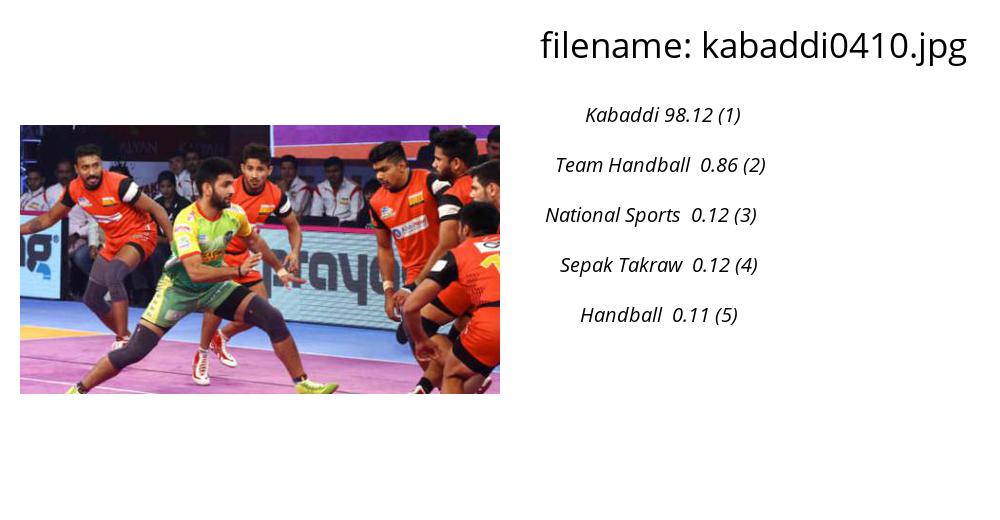 filename: kabaddi0410.jpg
Kabaddi 98.12 (1)
Team Handball 0.86 (2)
National Sports 0.12 (3)
Sepak Takraw 0.12 (4)
Handball 0.11 (5)
KALYAN